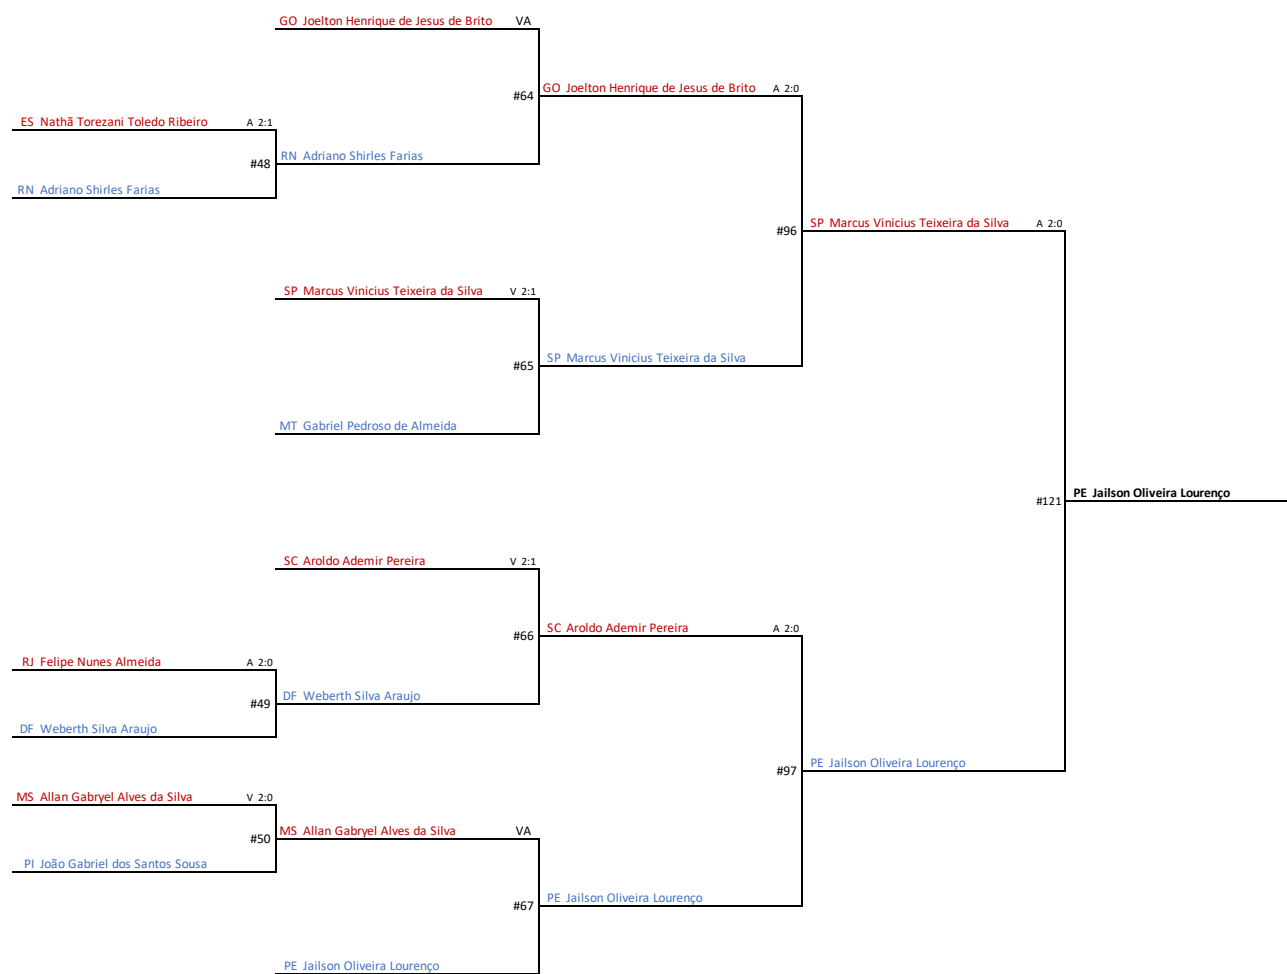 GO Joelton Henrique de Jesus de Brito VA
#64 GO Joelton Henrique de Jesus de Brito A 2:0
ES Nathã Torezani Toledo Ribeiro A 2:1
#48 RN Adriano Shirles Farias
RN Adriano Shirles Farias
#96 SP Marcus Vinicius Teixeira da Silva A 2:0
SP Marcus Vinicius Teixeira da Silva V 2:1
#65 SP Marcus Vinicius Teixeira da Silva
MT Gabriel Pedroso de Almeida
#121 PE Jailson Oliveira Lourenço
SC Aroldo Ademir Pereira V 2:1
#66 SC Aroldo Ademir Pereira A 2:0
RJ Felipe Nunes Almeida A 2:0
#49 DF Weberth Silva Araujo
DF Weberth Silva Araujo
#97 PE Jailson Oliveira Lourenço
MS Allan Gabryel Alves da Silva V 2:0
#50 MS Allan Gabryel Alves da Silva VA
PI João Gabriel dos Santos Sousa
#67 PE Jailson Oliveira Lourenço
PE Jailson Oliveira Lourenço